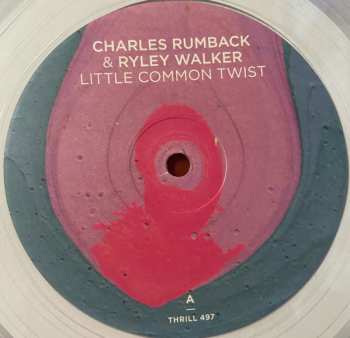 CHARLES RUMBACK
& RYLEY WALKER
LITTLE COMMON TWIST
A
THRILL 497